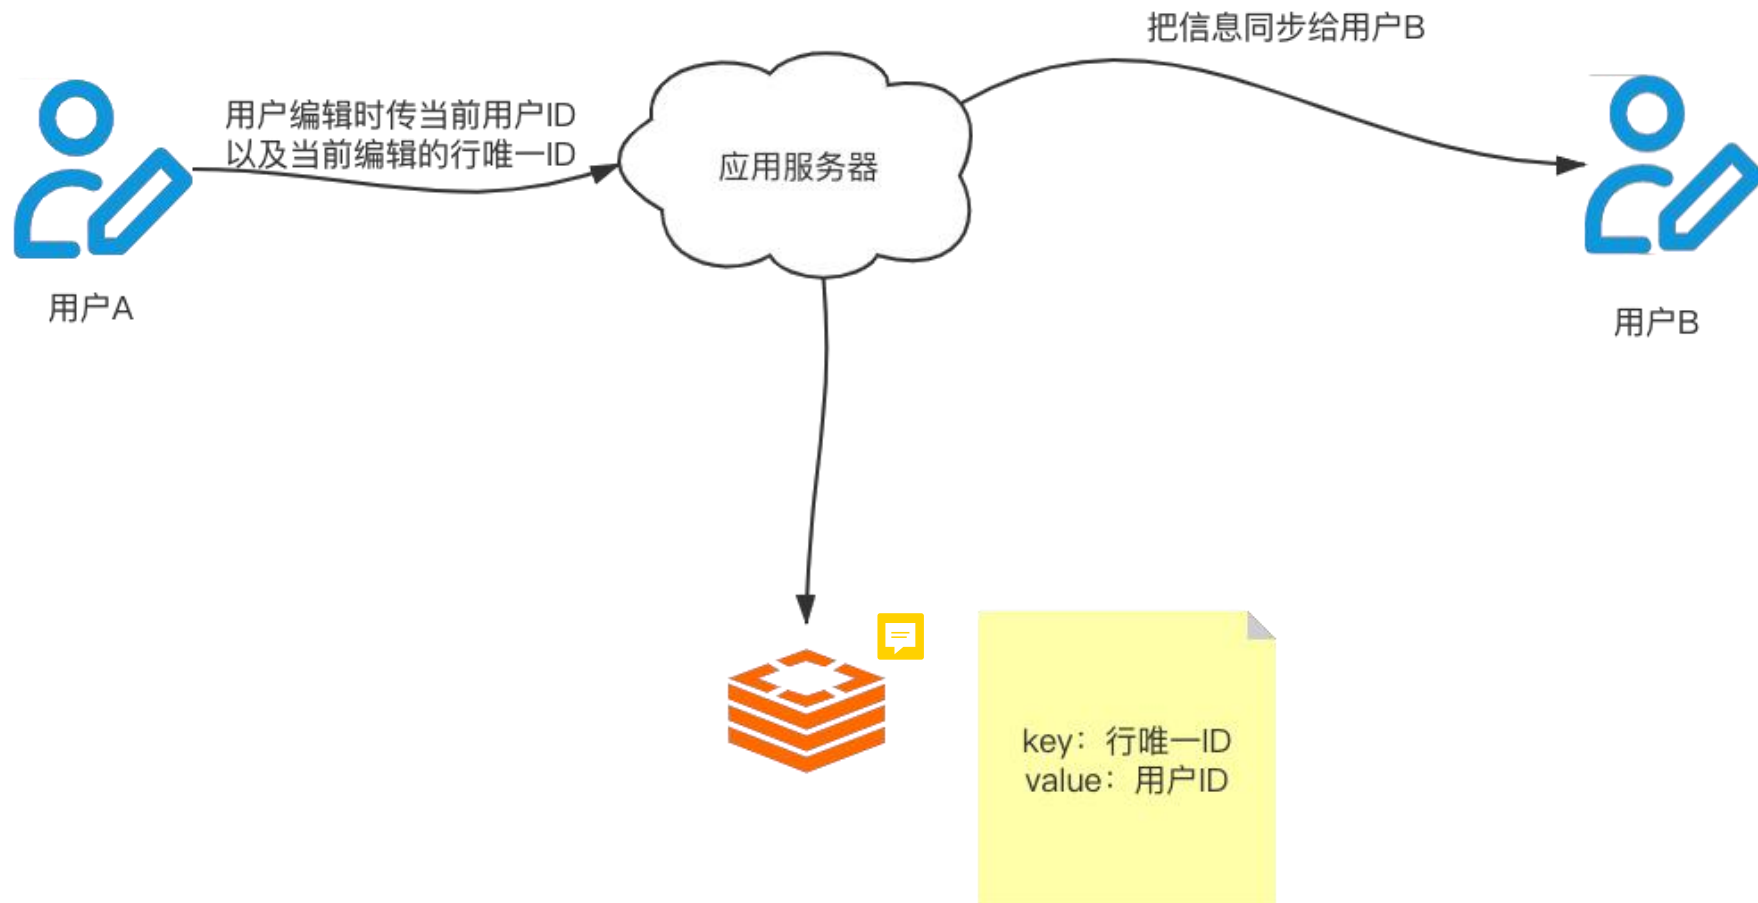 把信息同步给用户B
用户编辑时传当前用户ID
以及当前编辑的行唯一ID
应用服务器
用户A
用户B
key：行唯一ID
value：用户ID